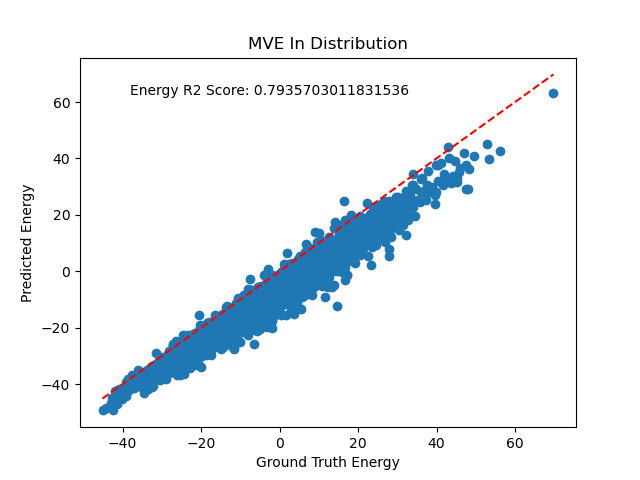 MVE In Distribution
Energy R2 Score: 0.7935703011831536
Predicted Energy
60
40
20
0
−20
−40
−40 −20 0 20 40 60
Ground Truth Energy